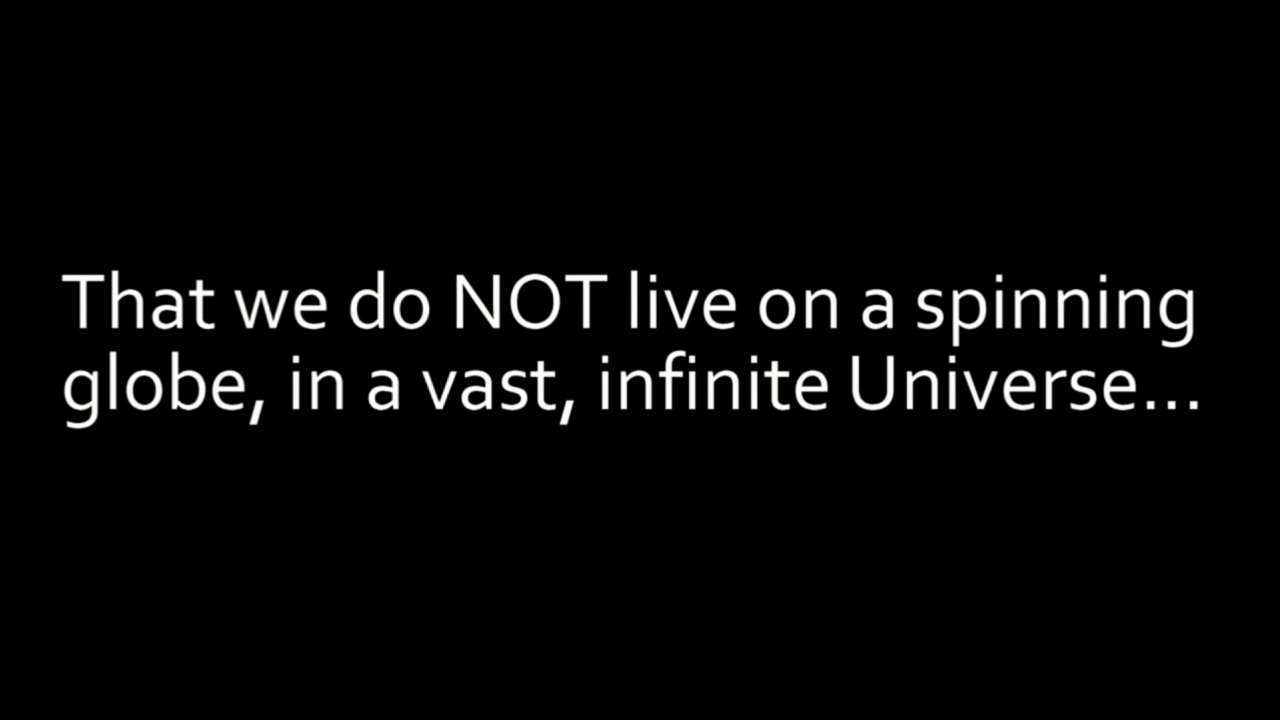 That we do NOT live on a spinning
globe, in a vast, infinite Universe...